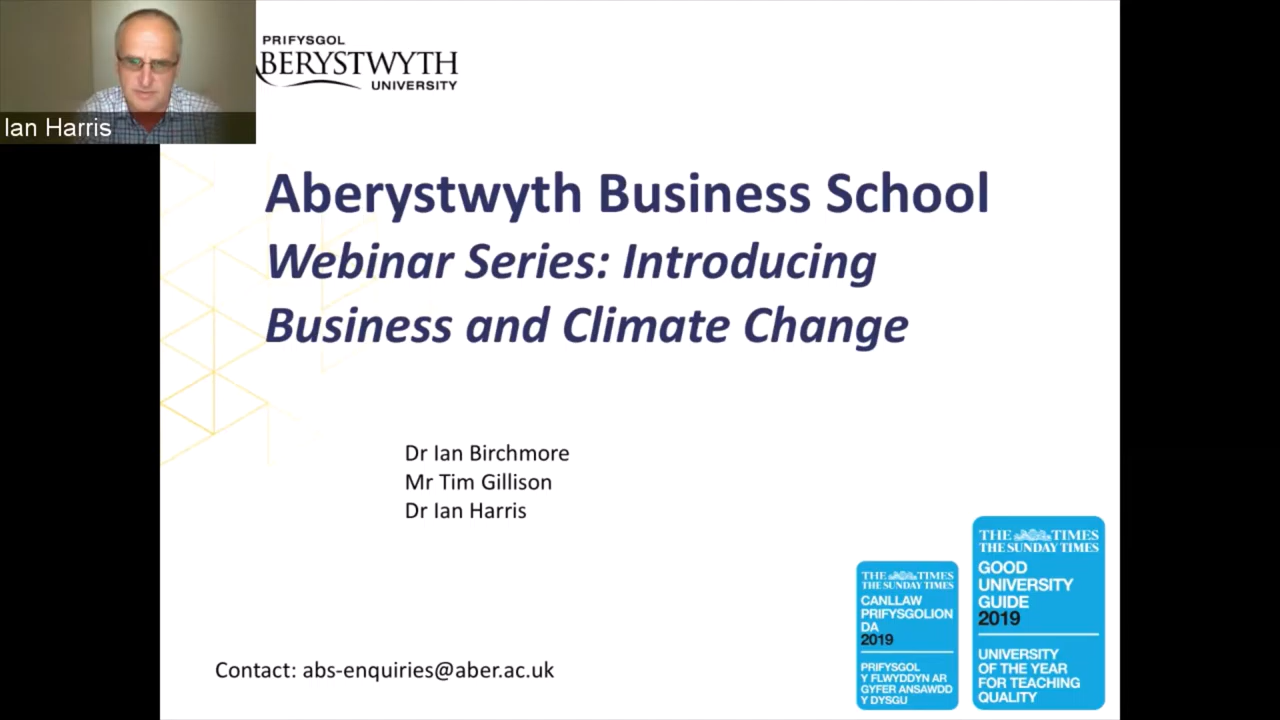 Ian Harris
PRIFYSGOL
ABERYSTWYTH
UNIVERSITY
Aberystwyth Business School
Webinar Series: Introducing
Business and Climate Change
Dr Ian Birchmore
Mr Tim Gillison
Dr Ian Harris
Contact: abs-enquiries@aber.ac.uk
THE TIMES
THE SUNDAY TIMES
CANLLAW
PRIFYSGOLION
DA
2019
PRIFYSGOL
Y FLWYDDYN AR
GYFER ANSAWDD
Y DYSGU
THE TIMES
THE SUNDAY TIMES
GOOD
UNIVERSITY
GUIDE
2019
UNIVERSITY
OF THE YEAR
FOR TEACHING
QUALITY